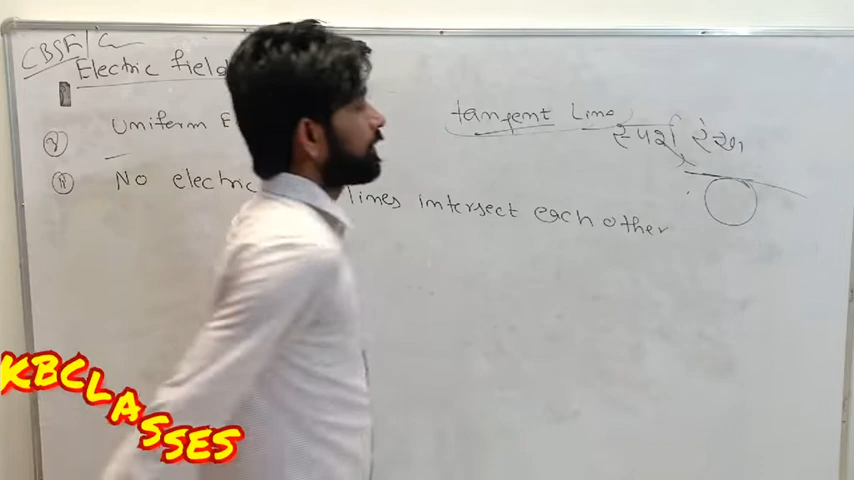 CBSE/
Electric field
Uniform E
No electric lines intersect each other
tangent Line
स्पर्श रेखा
KBCLASSES